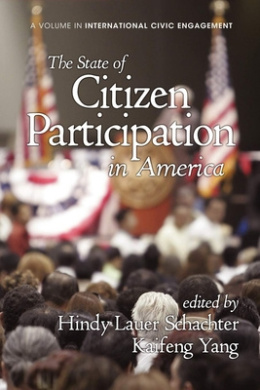 A VOLUME IN INTERNATIONAL CIVIC ENGAGEMENT
The State of
Citizen
Participation
in America
edited by
Hindy Lauer Schachter
Kaifeng Yang